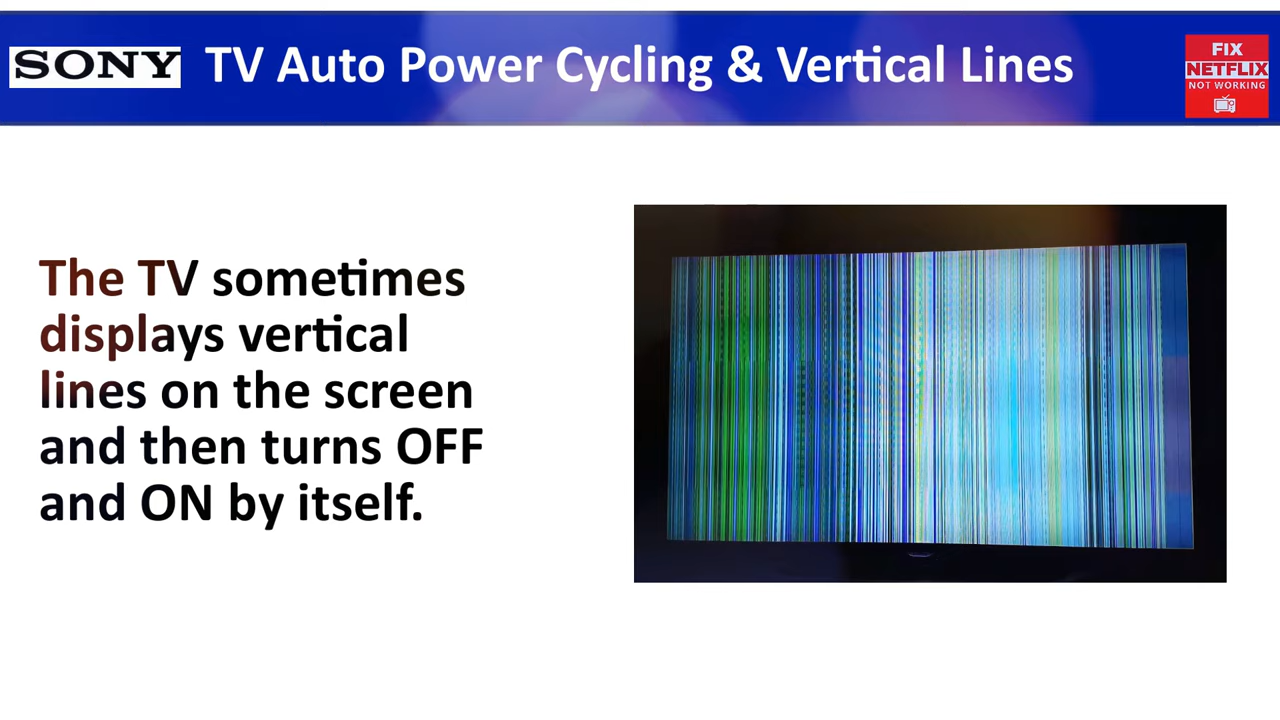 SONY TV Auto Power Cycling & Vertical Lines
FIX
NETFLIX
NOT WORKING
The TV sometimes
displays vertical
lines on the screen
and then turns OFF
and ON by itself.